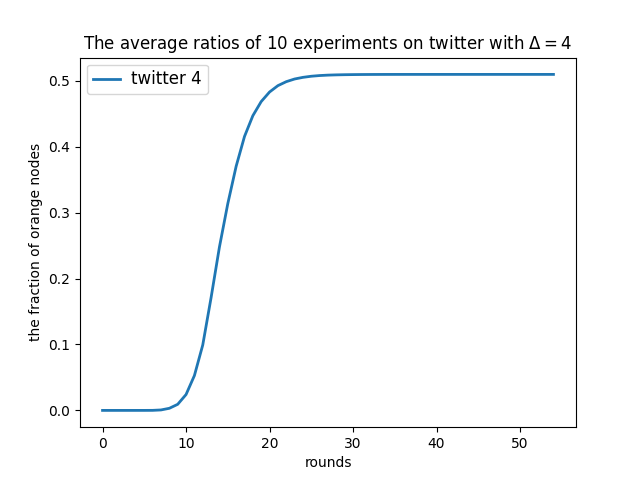 The average ratios of 10 experiments on twitter with Δ = 4
twitter 4
0.5
0.4
0.3
0.2
0.1
0.0
the fraction of orange nodes
0 10 20 30 40 50
rounds